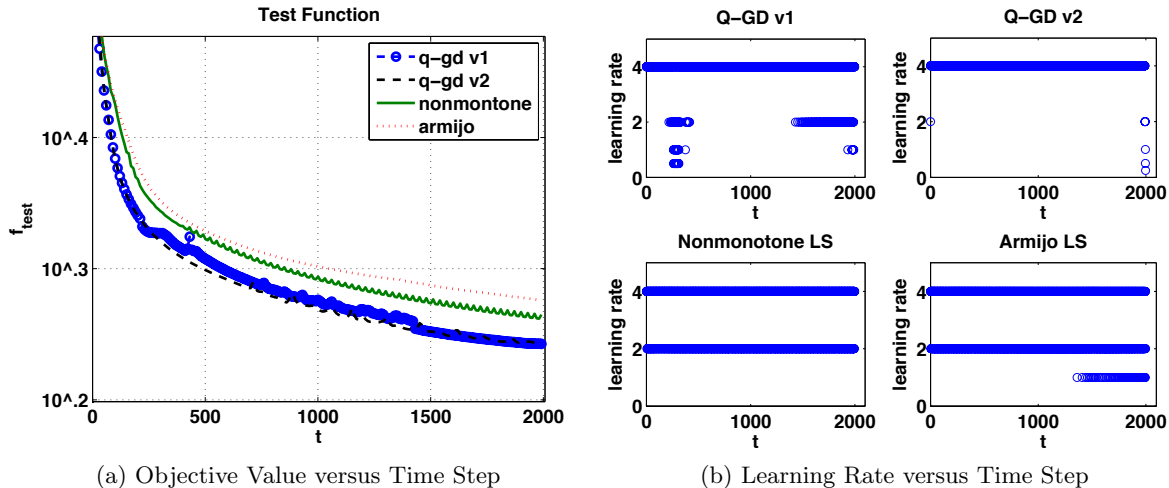 Test Function
q-gd v1
q-gd v2
nonmontone
armijo
10^.4
10^.3
10^.2
f_test
0 500 1000 1500 2000
t
(a) Objective Value versus Time Step
Q-GD v1
learning rate
4
2
0
0 1000 2000
t
Q-GD v2
learning rate
4
2
0
0 1000 2000
t
Nonmonotone LS
learning rate
4
2
0
0 1000 2000
t
Armijo LS
learning rate
4
2
0
0 1000 2000
t
(b) Learning Rate versus Time Step